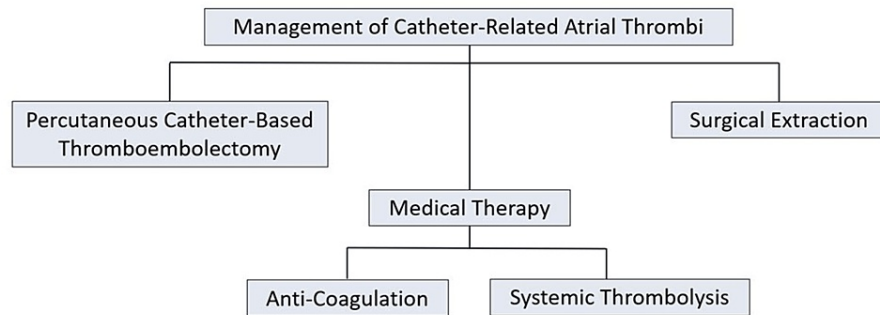 Management of Catheter-Related Atrial Thrombi
Percutaneous Catheter-Based
Thromboembolectomy
Surgical Extraction
Medical Therapy
Anti-Coagulation
Systemic Thrombolysis